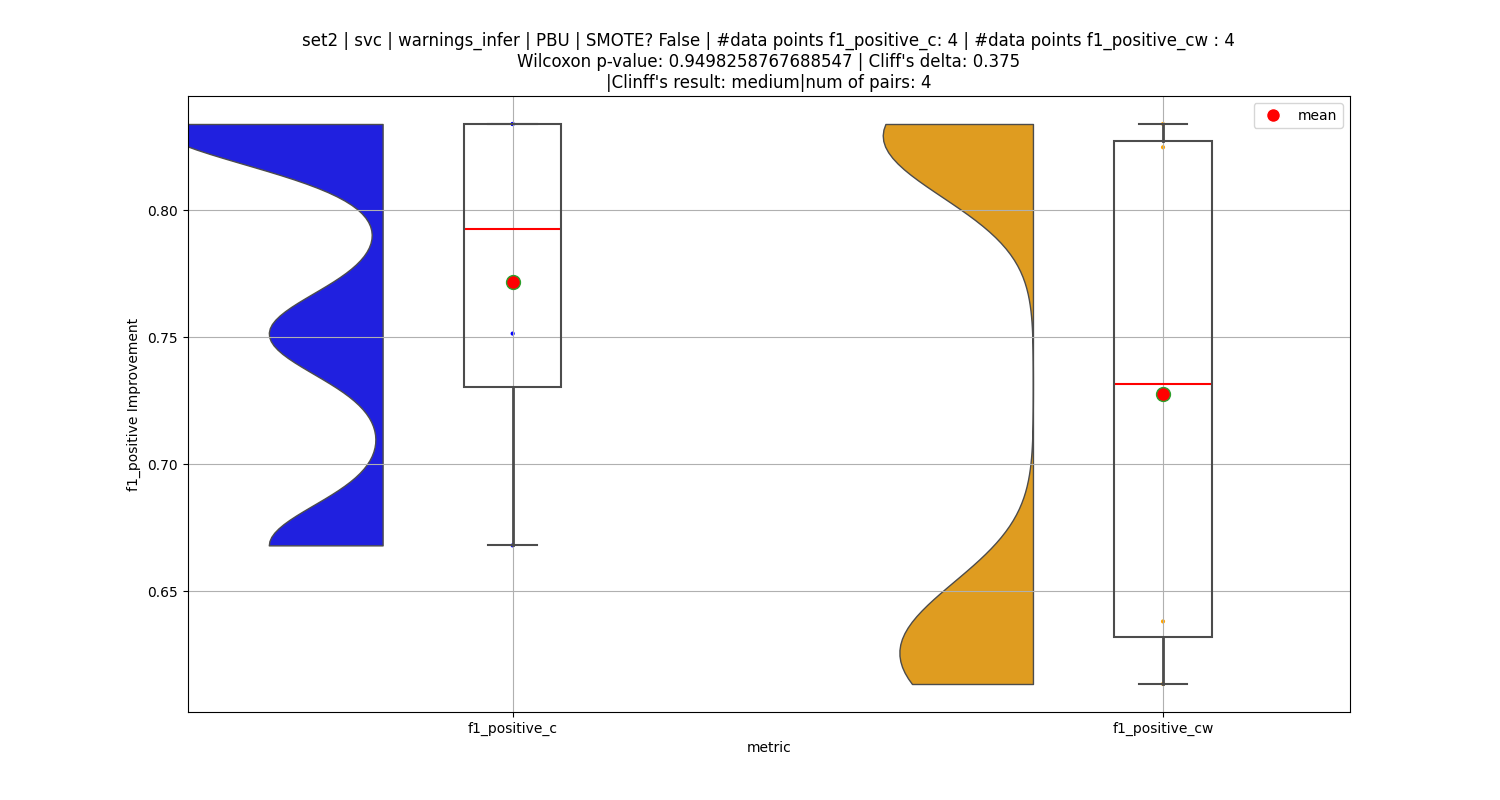 set2 | svc | warnings_infer | PBU | SMOTE? False | #data points f1_positive_c: 4 | #data points f1_positive_cw : 4
Wilcoxon p-value: 0.9498258767688547 | Cliff's delta: 0.375
|Clinff's result: medium|num of pairs: 4
mean
0.80
0.75
0.70
0.65
f1_positive Improvement
f1_positive_c
f1_positive_cw
metric